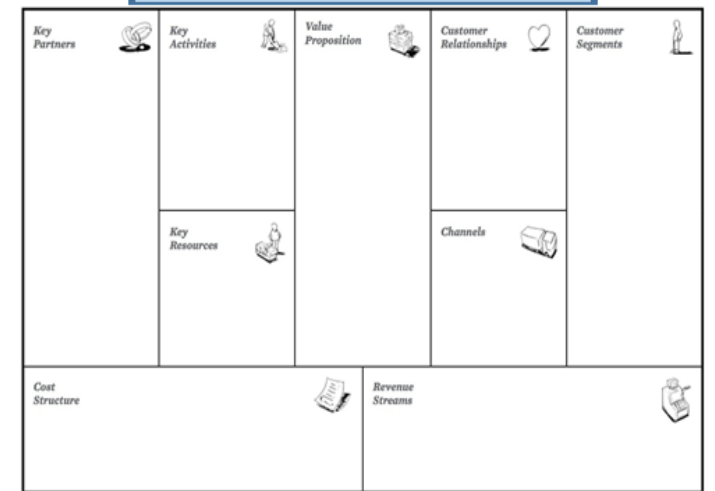 Key
Partners
Key
Activities
Value
Proposition
Customer
Relationships
Customer
Segments
Key
Resources
Channels
Cost
Structure
Revenue
Streams